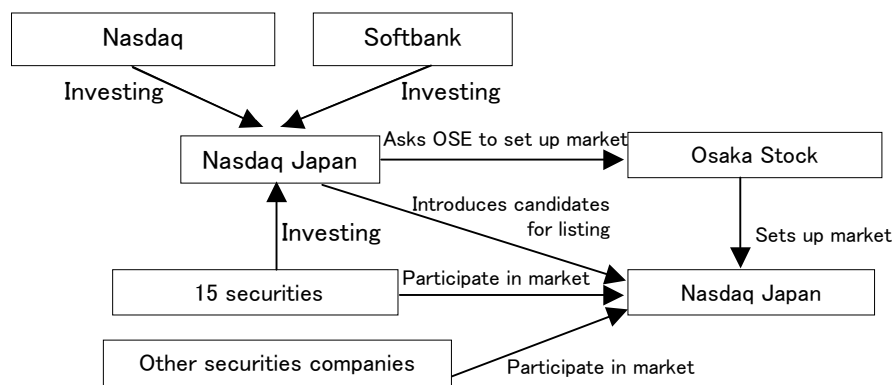 Nasdaq
Softbank
Investing
Investing
Asks OSE to set up market
Nasdaq Japan
Osaka Stock
Introduces candidates
for listing
Investing
Sets up market
15 securities
Participate in market
Nasdaq Japan
Other securities companies
Participate in market